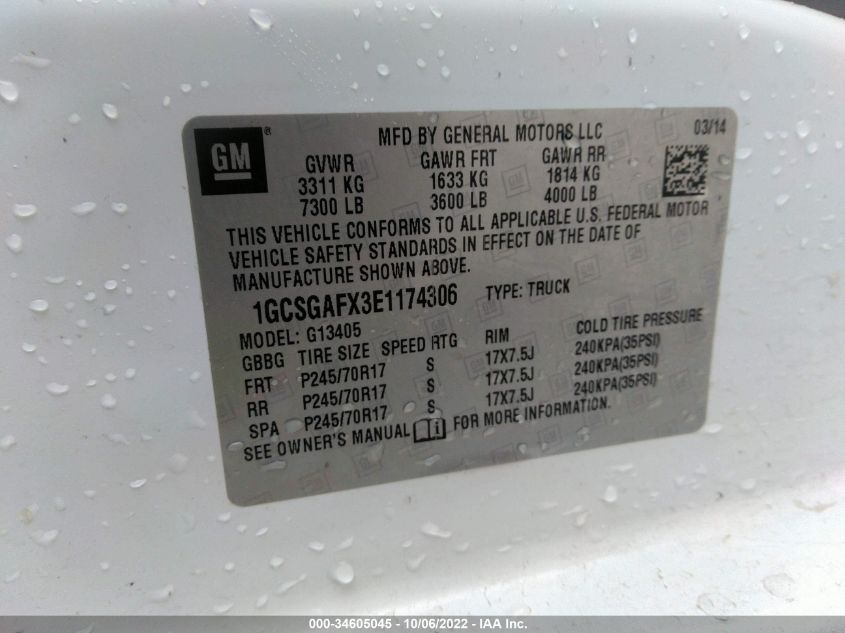 GM ®
MFD BY GENERAL MOTORS LLC
03/14
GVWR GAWR FRT GAWR RR
3311 KG 1633 KG 1814 KG
7300 LB 3600 LB 4000 LB
THIS VEHICLE CONFORMS TO ALL APPLICABLE U.S. FEDERAL MOTOR
VEHICLE SAFETY STANDARDS IN EFFECT ON THE DATE OF
MANUFACTURE SHOWN ABOVE.
1GCSGAFX3E1174306 TYPE: TRUCK
MODEL: G13405
GBBG TIRE SIZE SPEED RTG RIM COLD TIRE PRESSURE
FRT P245/70R17 S 17X7.5J 240KPA(35PSI)
RR P245/70R17 S 17X7.5J 240KPA(35PSI)
SPA P245/70R17 S 17X7.5J 240KPA(35PSI)
SEE OWNER'S MANUAL FOR MORE INFORMATION.
000-34605045 - 10/06/2022 - IAA Inc.